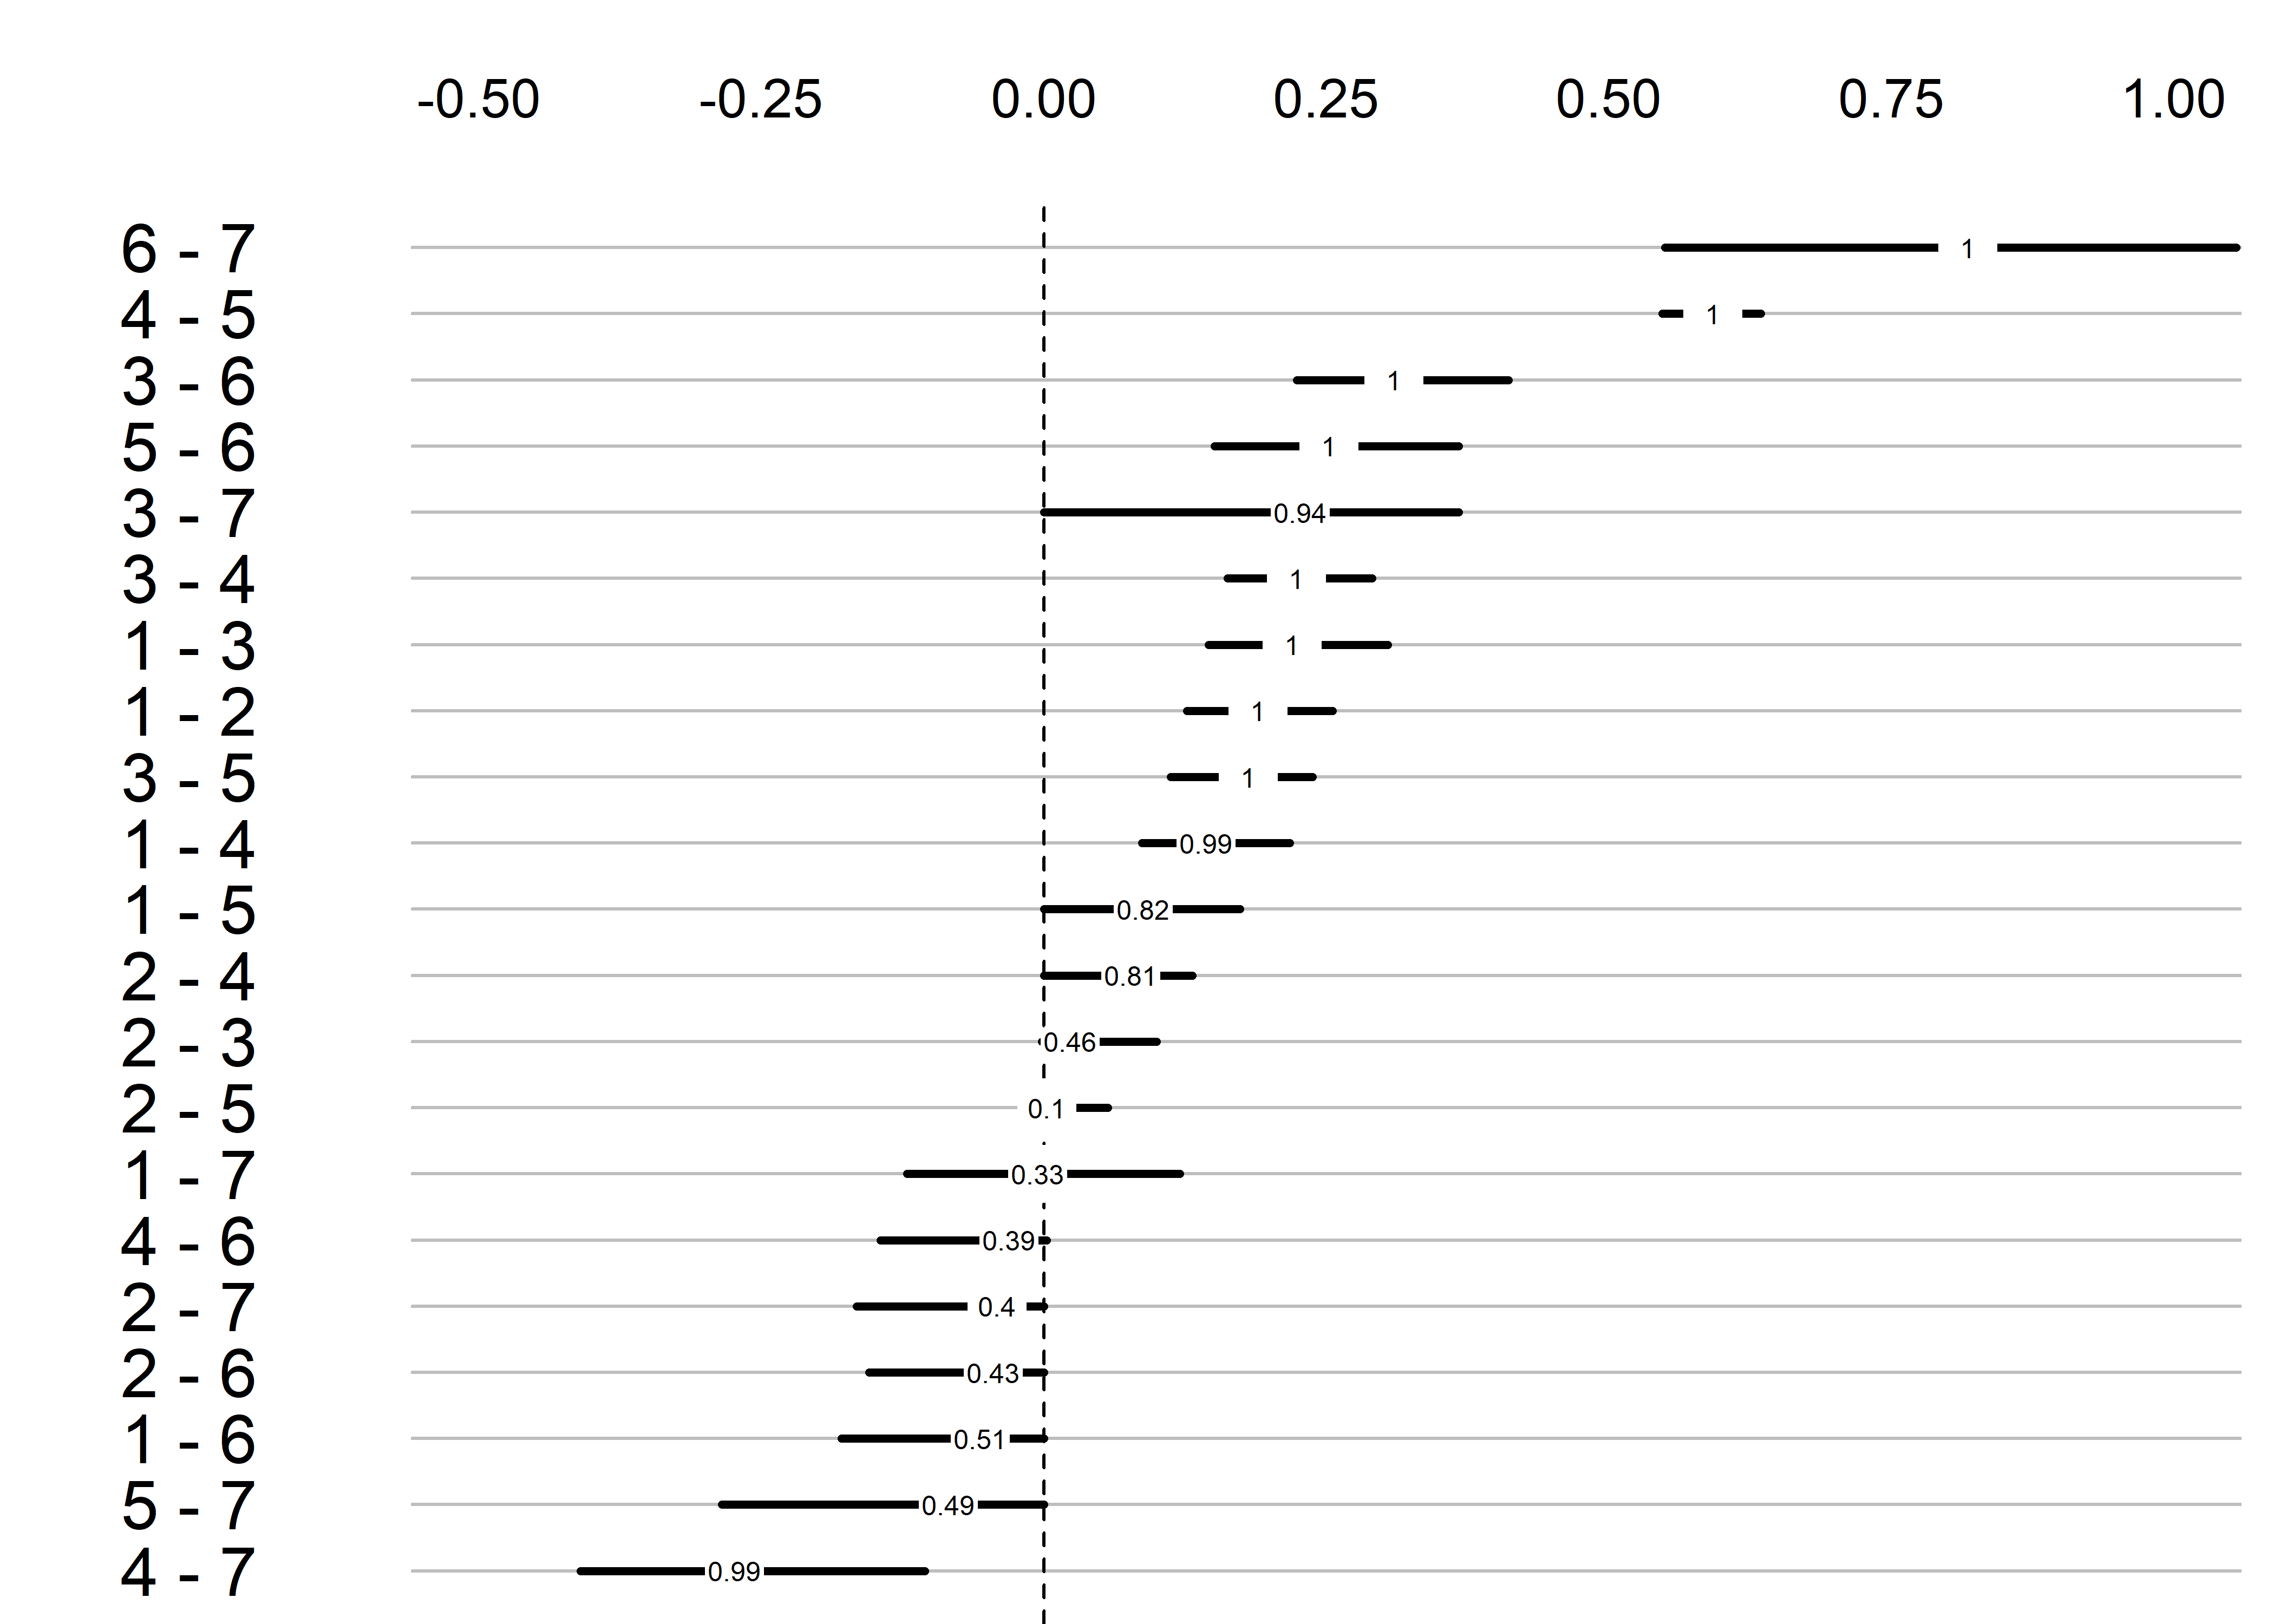 -0.50 -0.25 0.00 0.25 0.50 0.75 1.00
6 - 7 1
4 - 5 1
3 - 6 1
5 - 6 1
3 - 7 0.94
3 - 4 1
1 - 3 1
1 - 2 1
3 - 5 1
1 - 4 0.99
1 - 5 0.82
2 - 4 0.81
2 - 3 0.46
2 - 5 0.1
1 - 7 0.33
4 - 6 0.39
2 - 7 0.4
2 - 6 0.43
1 - 6 0.51
5 - 7 0.49
4 - 7 0.99